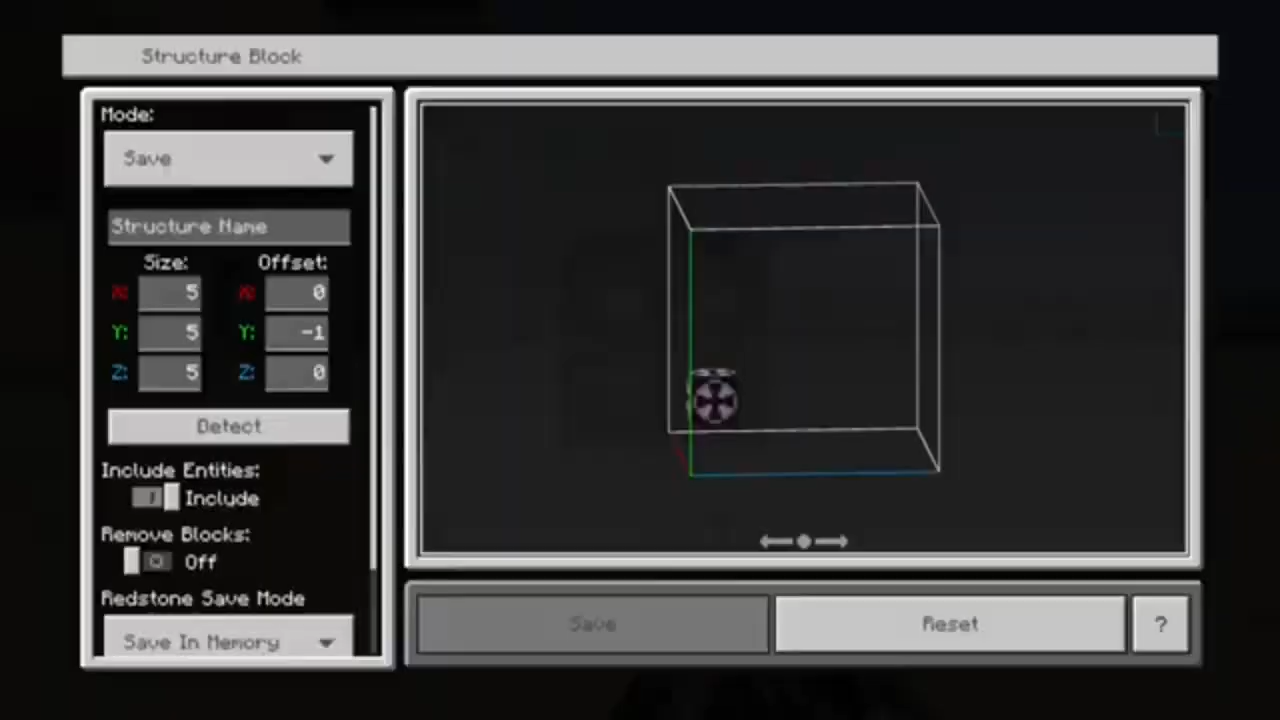 Structure Block
Mode:
Save
Structure Name
Size: Offset:
X: 5 X: 0
Y: 5 Y: -1
Z: 5 Z: 0
Detect
Include Entities:
Include
Remove Blocks:
Off
Redstone Save Mode
Save In Memory
Save Reset ?